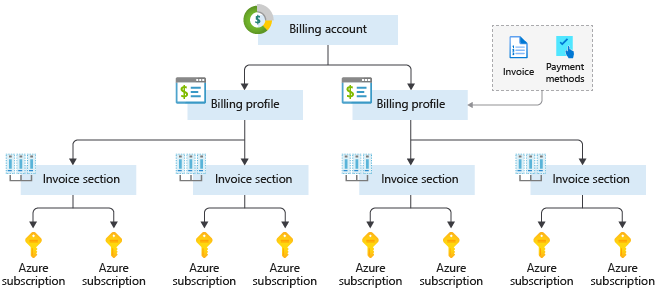 Billing account
Invoice
Payment
methods
Billing profile
Billing profile
Invoice section
Invoice section
Invoice section
Invoice section
Azure
subscription
Azure
subscription
Azure
subscription
Azure
subscription
Azure
subscription
Azure
subscription
Azure
subscription
Azure
subscription